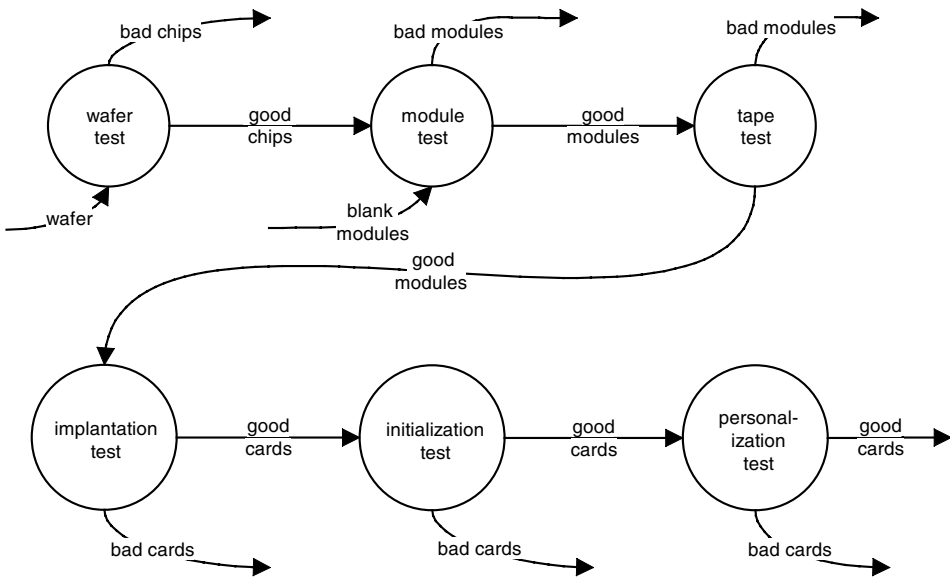 bad chips
bad modules
bad modules
wafer
test
good
chips
module
test
good
modules
tape
test
wafer
blank
modules
good
modules
implantation
test
good
cards
initialization
test
good
cards
personal-
ization
test
good
cards
bad cards
bad cards
bad cards